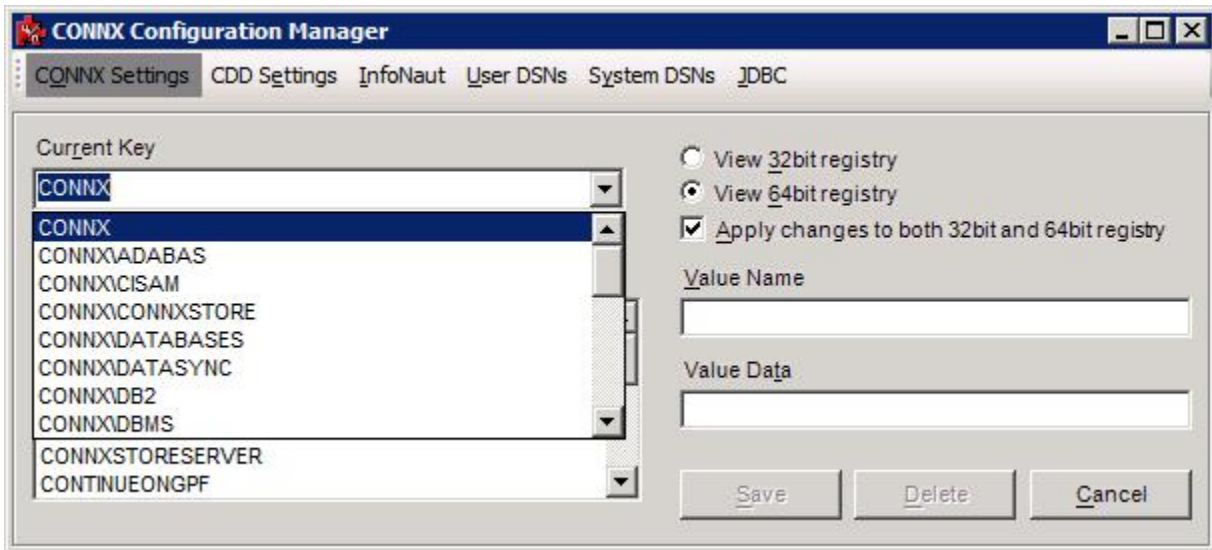 CONNX Configuration Manager
CONNX Settings CDD Settings InfoNaut User DSNs System DSNs JDBC
Current Key
CONNX
CONNX
CONNX\ADABAS
CONNX\CISAM
CONNX\CONNXSTORE
CONNX\DATABASES
CONNX\DATASYNC
CONNX\DB2
CONNX\DBMS
CONNXSTORESERVER
CONTINUEONGPF
View 32bit registry
View 64bit registry
Apply changes to both 32bit and 64bit registry
Value Name
Value Data
Save Delete Cancel